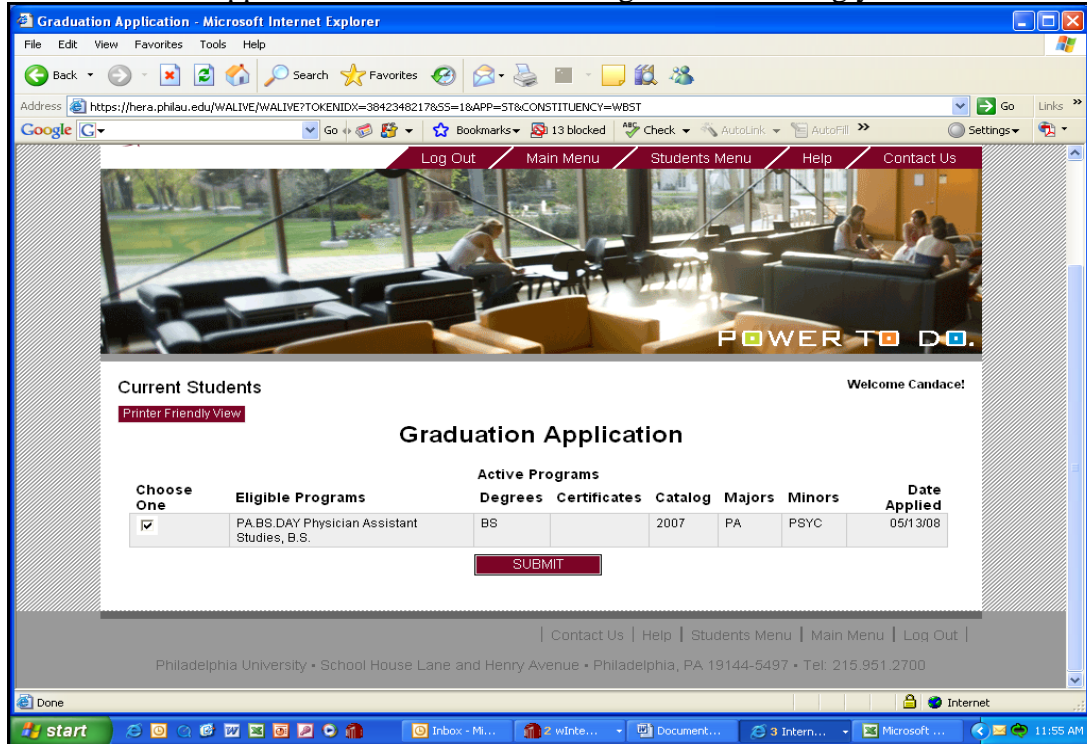 Graduation Application - Microsoft Internet Explorer
File Edit View Favorites Tools Help
Back Search Favorites
Address https://hera.philau.edu/WALIVE/WALIVE?TOKENIDX=3842348217&SS=1&APP=ST&CONSTITUENCY=WBST Go Links »
Google G Go Bookmarks 13 blocked ABC Check AutoLink AutoFill » Settings
Log Out Main Menu Students Menu Help Contact Us
POWER TO DO.
Current Students
Welcome Candace!
Printer Friendly View
Graduation Application
Active Programs
Choose One Eligible Programs Degrees Certificates Catalog Majors Minors Date Applied
PA.BS.DAY Physician Assistant Studies, B.S. BS 2007 PA PSYC 05/13/08
SUBMIT
| Contact Us | Help | Students Menu | Main Menu | Log Out |
Philadelphia University • School House Lane and Henry Avenue • Philadelphia, PA 19144-5497 • Tel: 215.951.2700
Done Internet
start Inbox - Mi... 2 wInte... Document... 3 Intern... Microsoft ... 11:55 AM